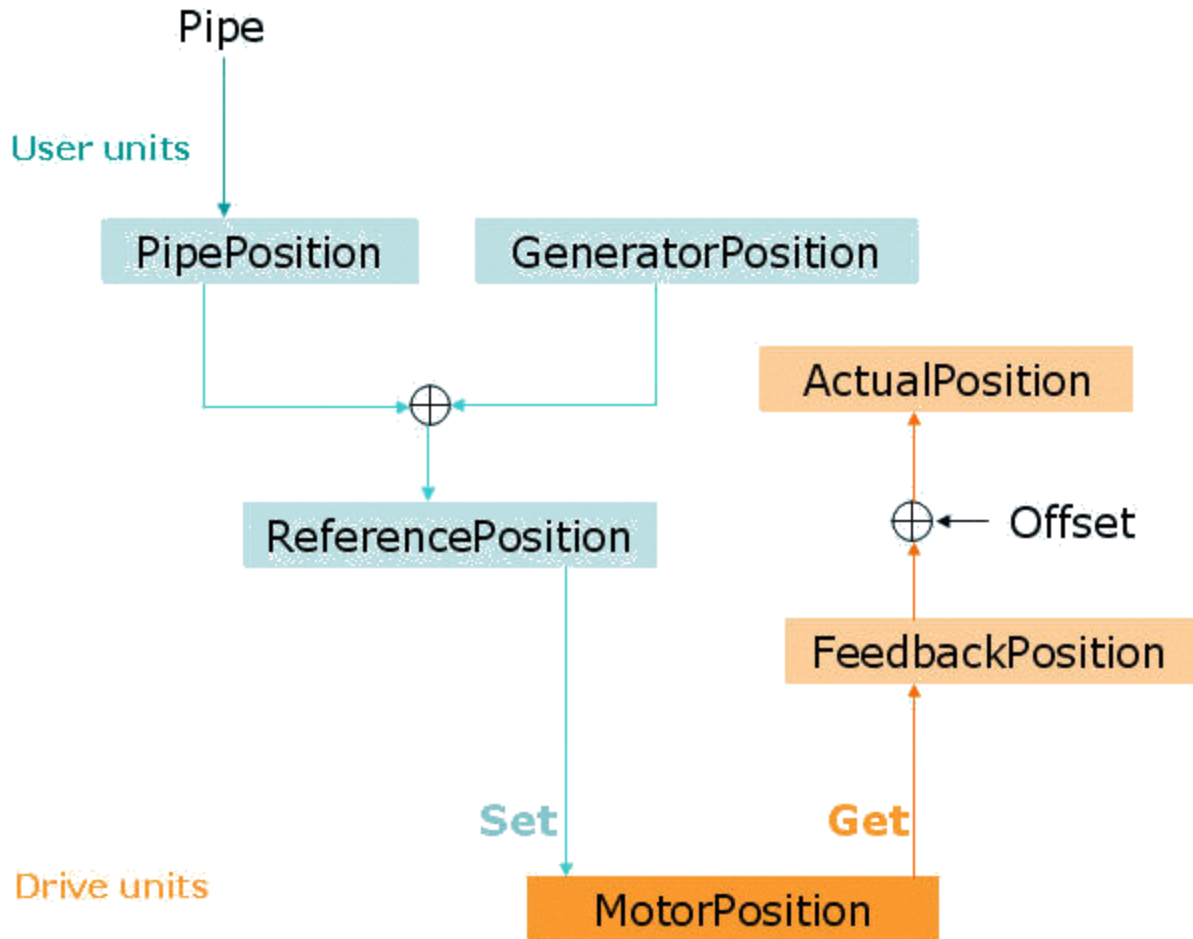 Pipe
User units
PipePosition
GeneratorPosition
ActualPosition
ReferencePosition
Offset
FeedbackPosition
Set
Get
Drive units
MotorPosition